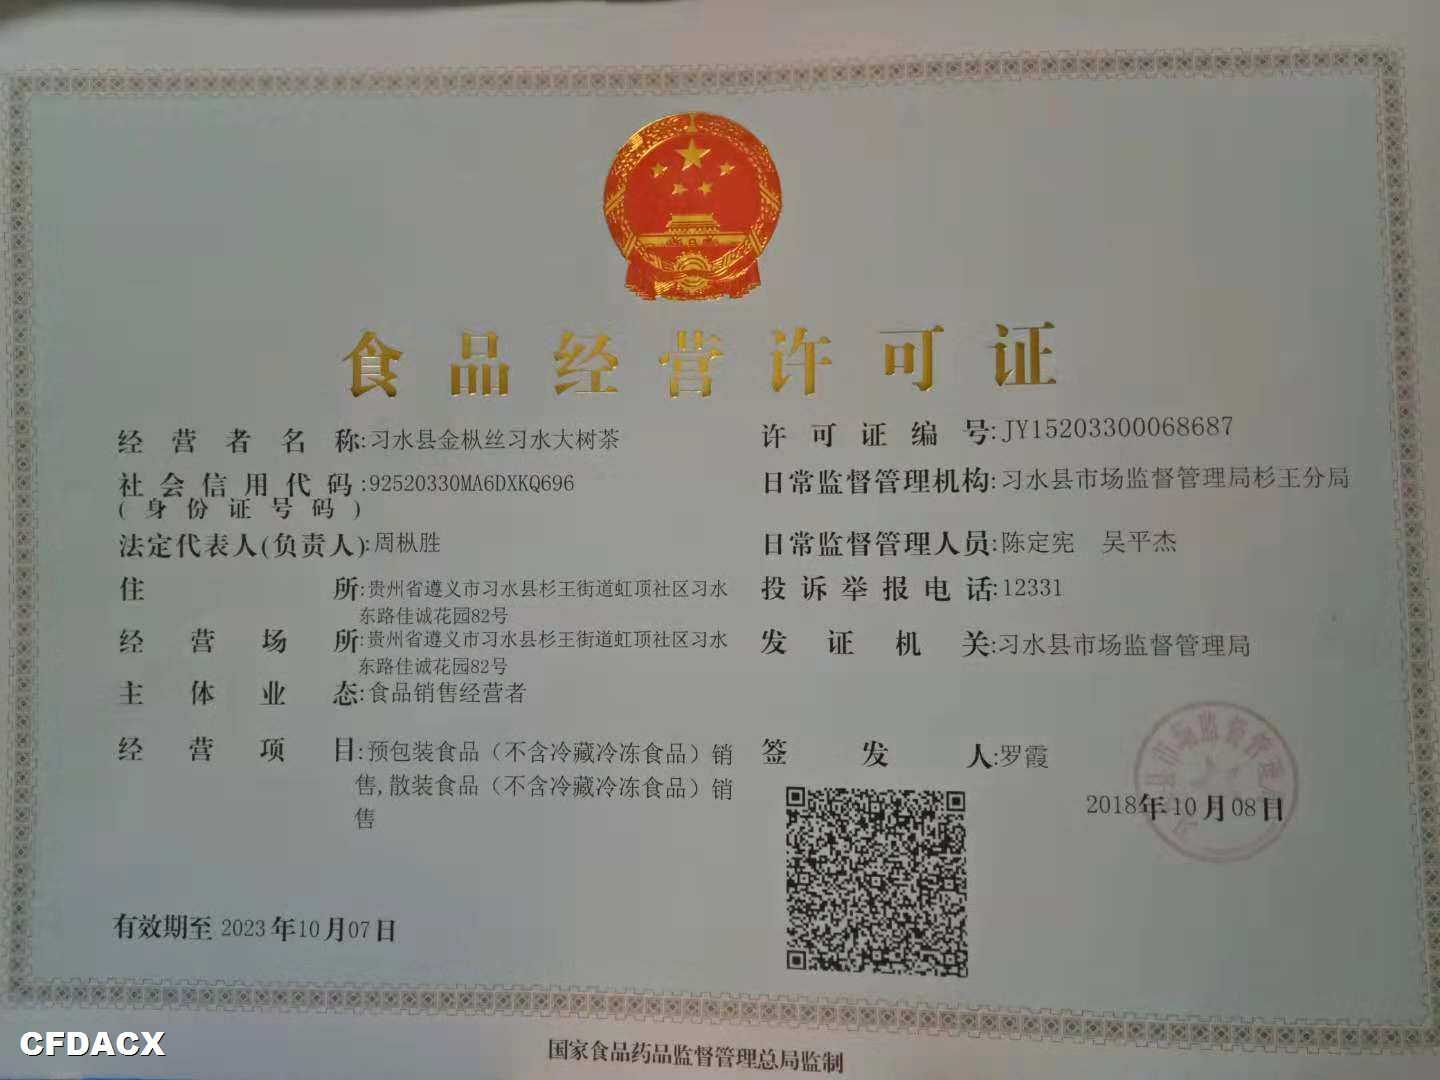 食品经营许可证
经营者名称:习水县金枞丝习水大树茶
社会信用代码:92520330MA6DXKQ696
(身份证号码)
法定代表人(负责人):周枞胜
住所:贵州省遵义市习水县杉王街道虹顶社区习水
东路佳诚花园82号
经营场所:贵州省遵义市习水县杉王街道虹顶社区习水
东路佳诚花园82号
主体业态:食品销售经营者
经营项目:预包装食品（不含冷藏冷冻食品）销
售,散装食品（不含冷藏冷冻食品）销
售
有效期至 2023年10月07日
许可证编号:JY15203300068687
日常监督管理机构:习水县市场监督管理局杉王分局
日常监督管理人员:陈定宪 吴平杰
投诉举报电话:12331
发证机关:习水县市场监督管理局
签发人:罗霞
2018年10月08日
县市场监督管理
国家食品药品监督管理总局监制
CFDACX